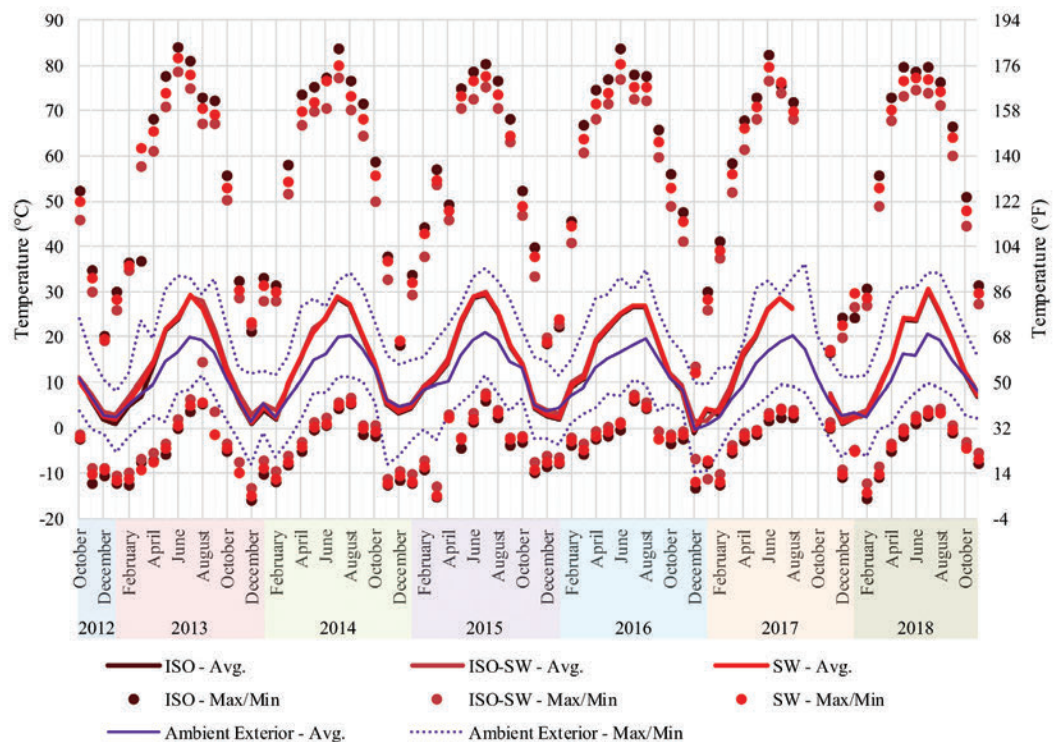 90
80
70
60
50
40
30
20
10
0
-10
-20
Temperature (°C)
194
176
158
140
122
104
86
68
50
32
14
-4
Temperature (°F)
October
December
February
April
June
August
October
December
February
April
June
August
October
December
February
April
June
August
October
December
February
April
June
August
October
December
February
April
June
August
October
December
February
April
June
August
October
2012 2013 2014 2015 2016 2017 2018
ISO - Avg. ISO-SW - Avg. SW - Avg.
ISO - Max/Min ISO-SW - Max/Min SW - Max/Min
Ambient Exterior - Avg. Ambient Exterior - Max/Min